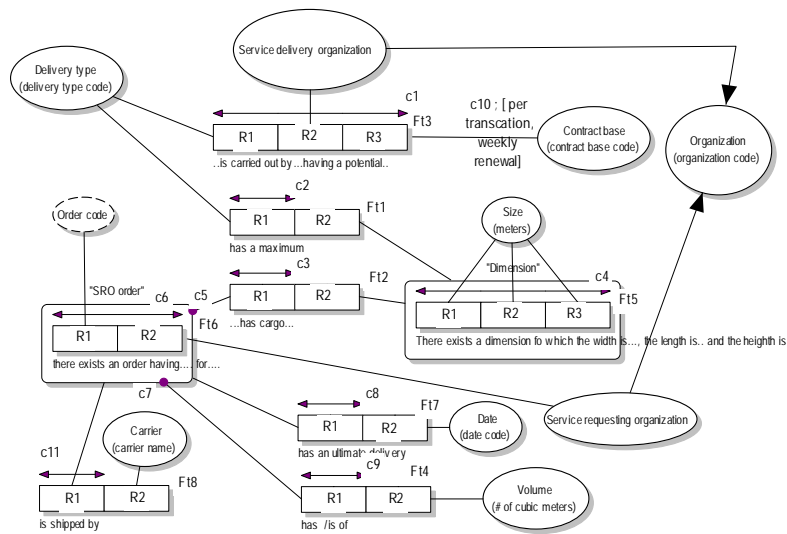 Service delivery organization
Delivery type
(delivery type code)
c1
c10 ; [ per
transcation,
weekly
renewal]
Ft3
R1 R2 R3
Contract base
(contract base code)
Organization
(organization code)
..is carried out by ...having a potential..
c2
Ft1
R1 R2
has a maximum
Order code
Size
(meters)
"Dimension"
c3
Ft2
R1 R2
...has cargo...
c4
Ft5
R1 R2 R3
There exists a dimension fo which the width is..., the length is.. and the heighth is
"SRO order"
c6
c5
Ft6
R1 R2
there exists an order having.... for....
c7
c8
Ft7
R1 R2
has an ultimate delivery
Date
(date code)
Service requesting organization
Carrier
(carrier name)
c11
Ft8
R1 R2
is shipped by
c9
Ft4
R1 R2
has /is of
Volume
(# of cubic meters)